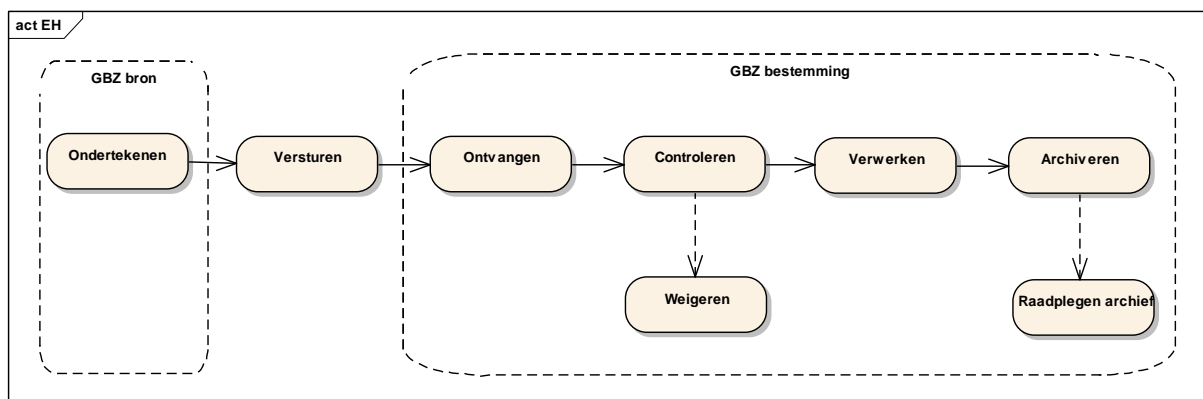 act EH
GBZ bron
GBZ bestemming
Ondertekenen
Versturen
Ontvangen
Controleren
Verwerken
Archiveren
Weigeren
Raadplegen archief